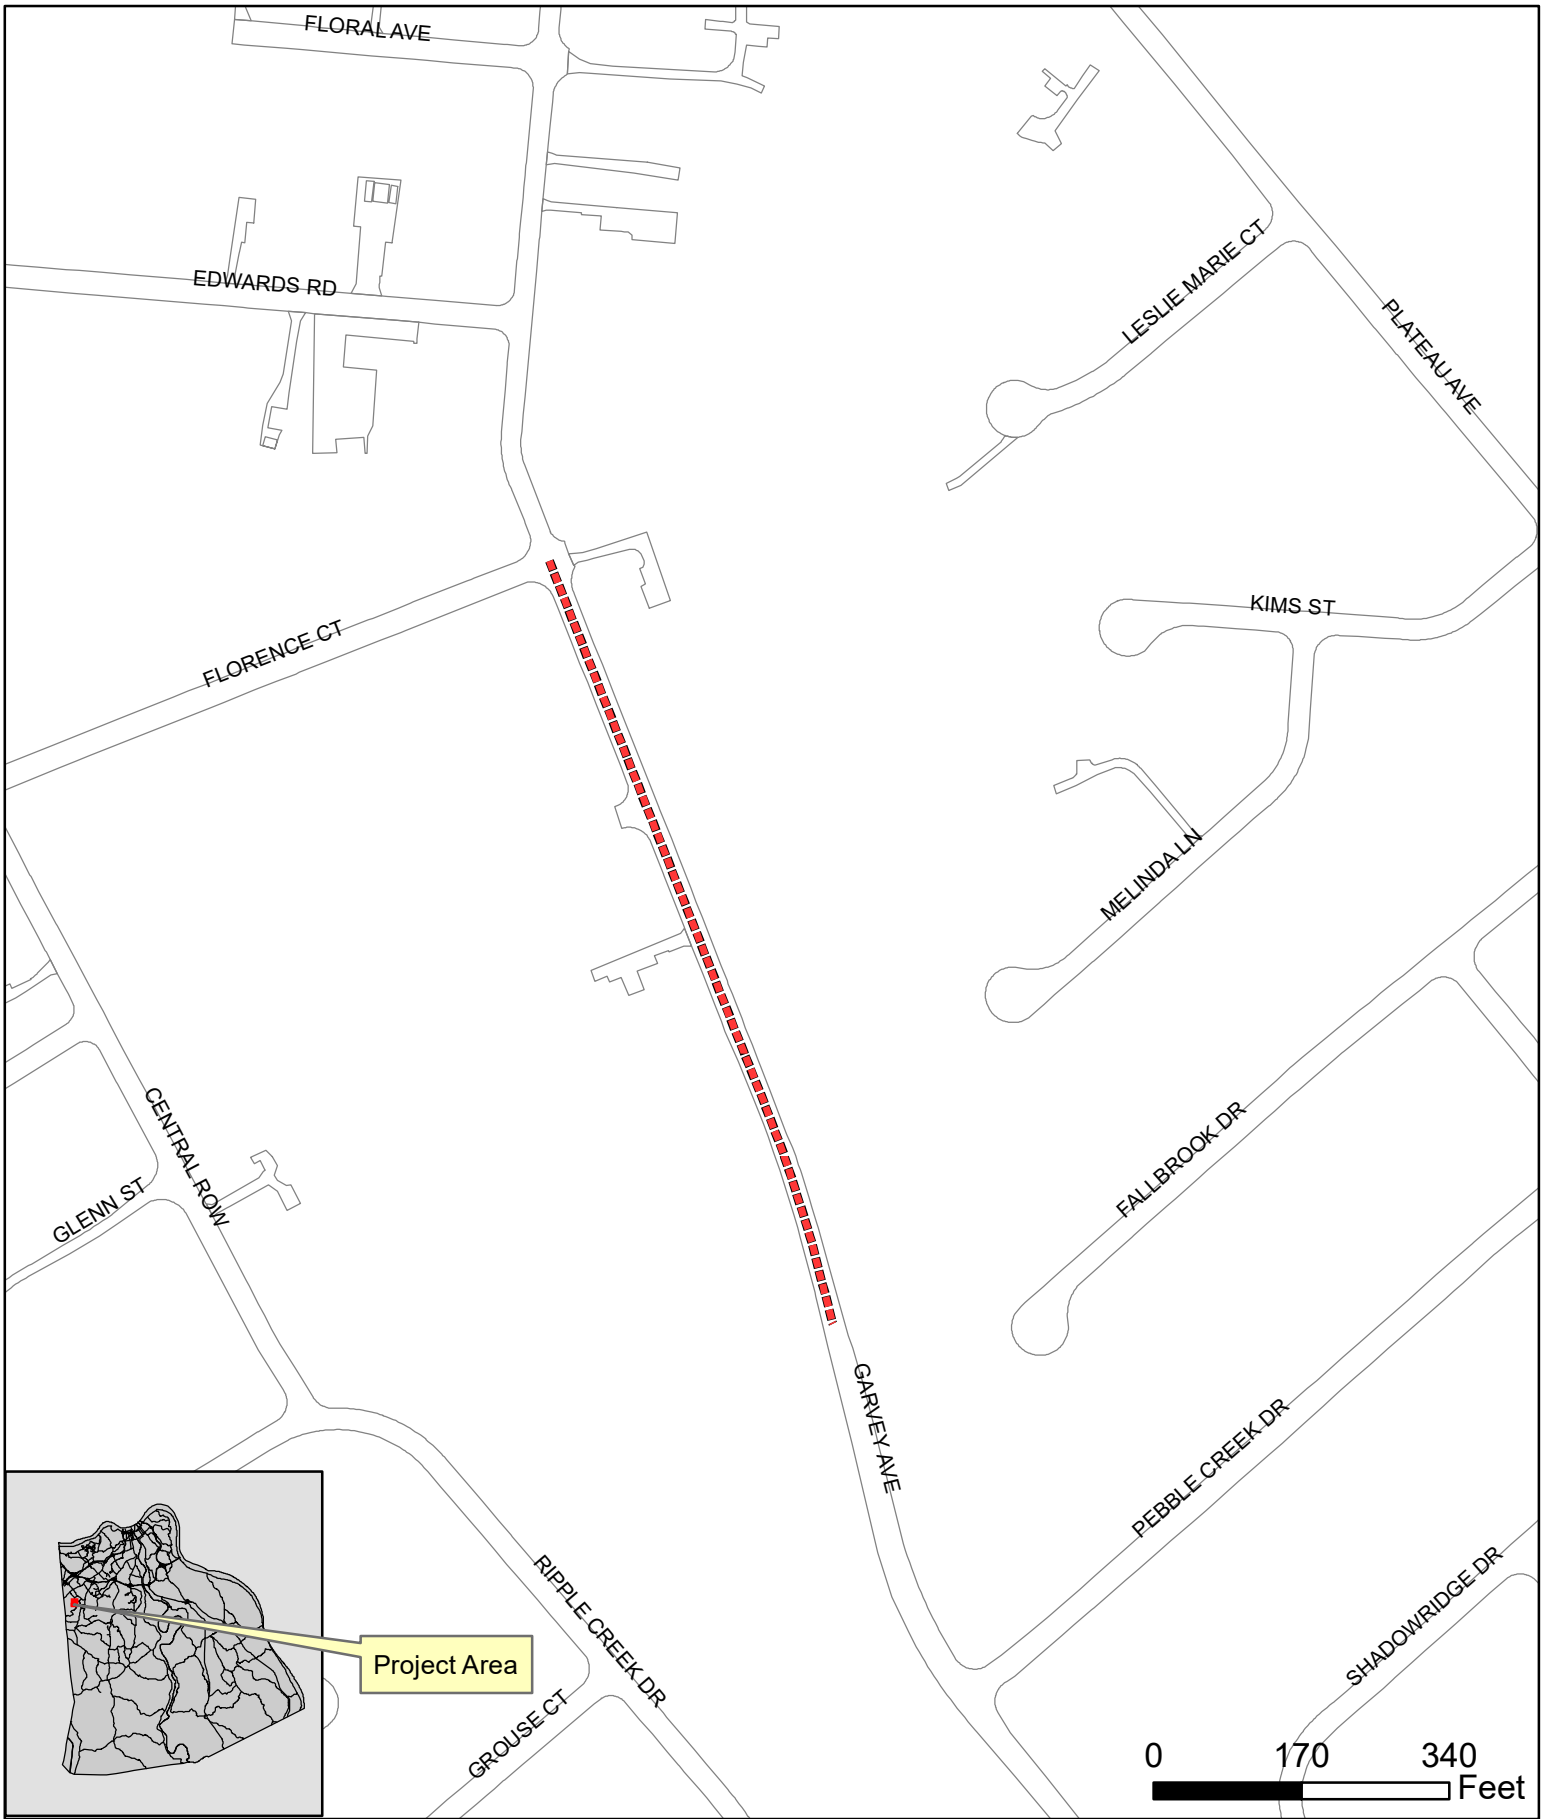 FLORAL AVE
EDWARDS RD
LESLIE MARIE CT
PLATEAU AVE
KIMS ST
FLORENCE CT
MELINDA LN
CENTRAL ROW
FALLBROOK DR
GLENN ST
GARVEY AVE
PEBBLE CREEK DR
RIPPLE CREEK DR
SHADOWRIDGE DR
Project Area
GROUSE CT
0 170 340
Feet